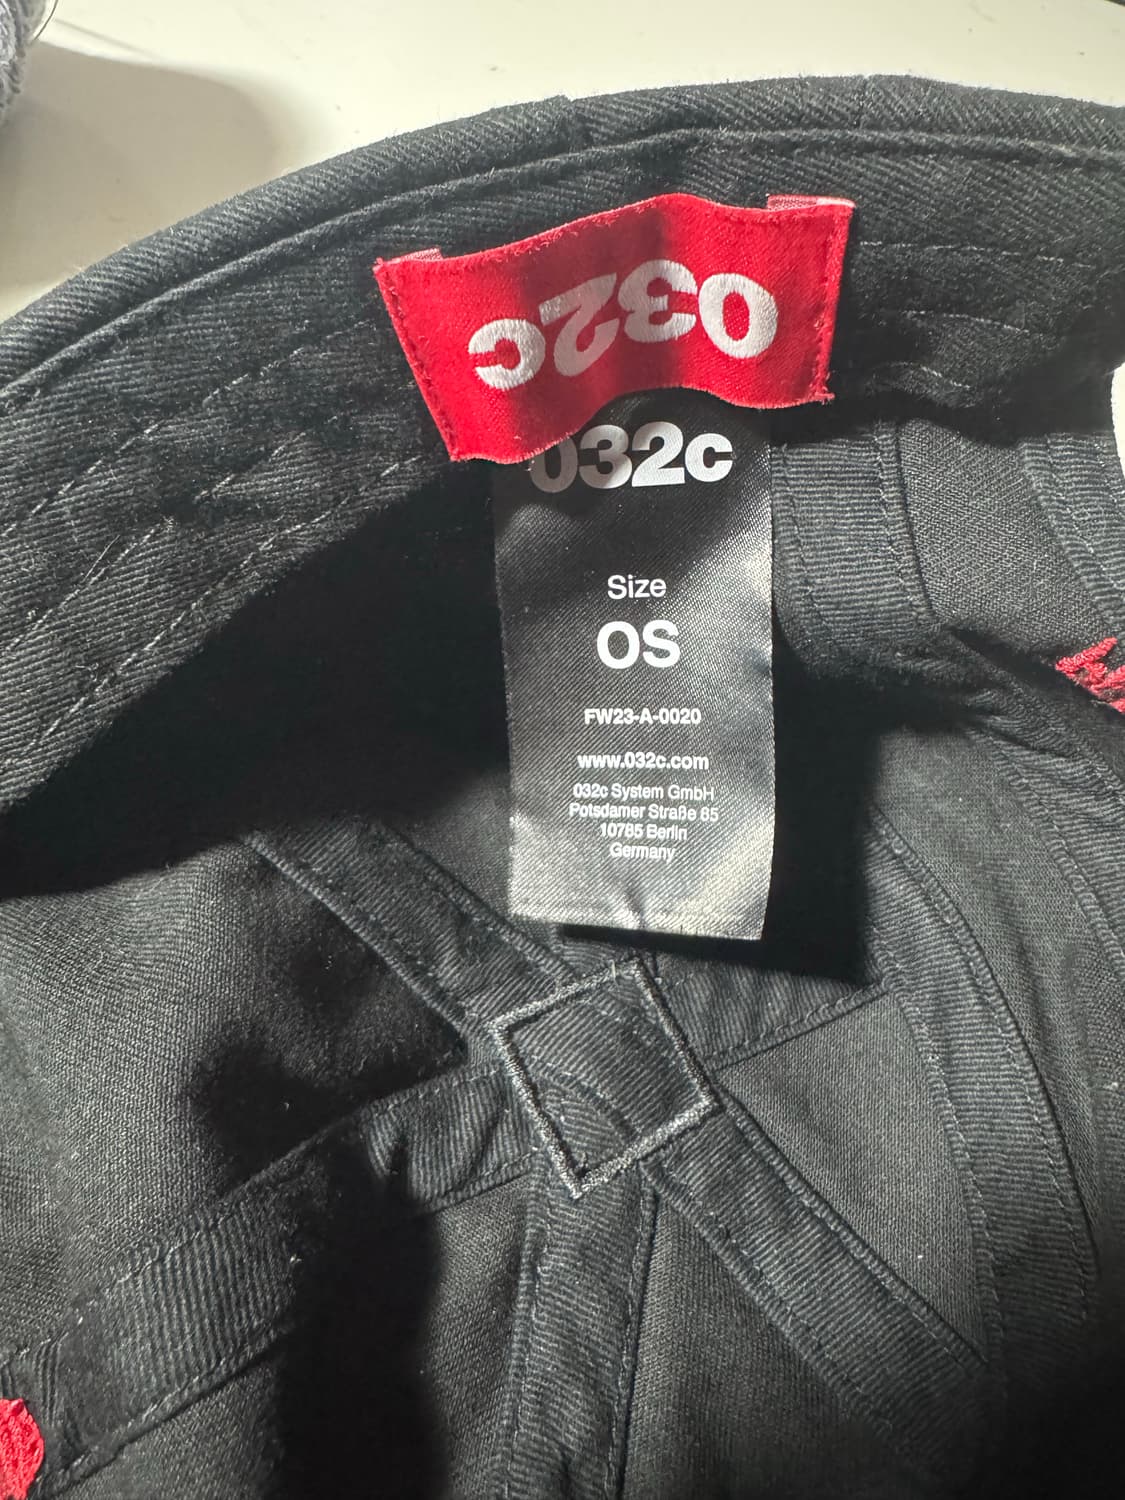 032c
032c
Size
OS
FW23-A-0020
www.032c.com
032c System GmbH
Potsdamer Straße 85
10785 Berlin
Germany